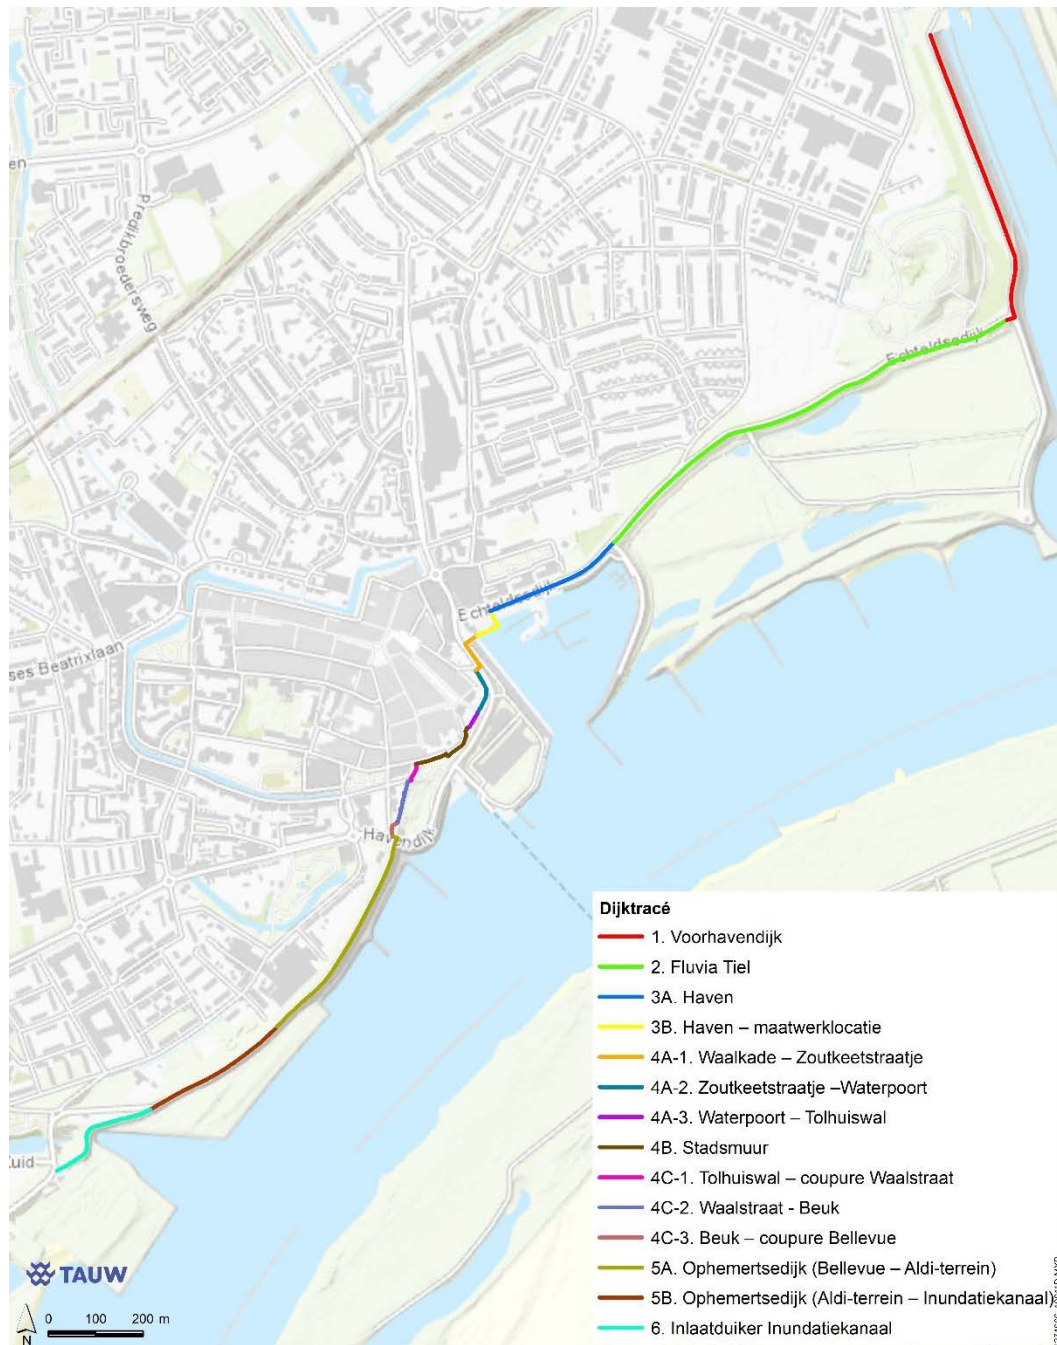 en
Predikbroedersweg
Echteldsedijk
Echteldsedijk
ses Beatrixlaan
Havendijk
Zuid
Dijktracé
1. Voorhavendijk
2. Fluvia Tiel
3A. Haven
3B. Haven – maatwerklocatie
4A-1. Waalkade – Zoutkeetstraatje
4A-2. Zoutkeetstraatje –Waterpoort
4A-3. Waterpoort – Tolhuiswal
4B. Stadsmuur
4C-1. Tolhuiswal – coupure Waalstraat
4C-2. Waalstraat - Beuk
4C-3. Beuk – coupure Bellevue
5A. Ophemertsedijk (Bellevue – Aldi-terrein)
5B. Ophemertsedijk (Aldi-terrein – Inundatiekanaal)
6. Inlaatduiker Inundatiekanaal
TAUW
0 100 200 m
N